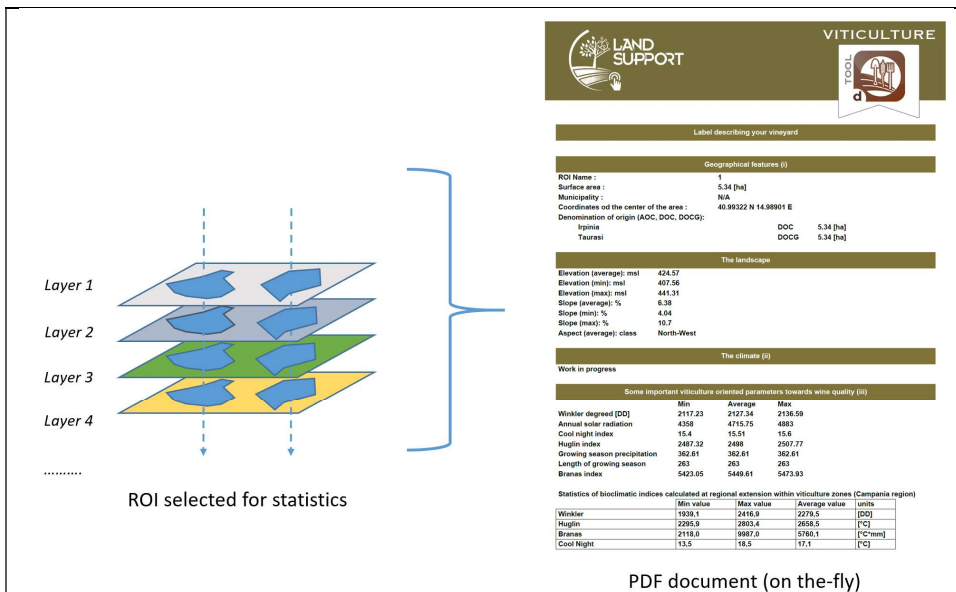 Layer 1
Layer 2
Layer 3
Layer 4
……….
ROI selected for statistics
LAND
SUPPORT
VITICULTURE
TOOL
d
Label describing your vineyard
Geographical features (i)
ROI Name : 1
Surface area : 5.34 [ha]
Municipality : N/A
Coordinates od the center of the area : 40.99322 N 14.98901 E
Denomination of origin (AOC, DOC, DOCG):
Irpinia DOC 5.34 [ha]
Taurasi DOCG 5.34 [ha]
The landscape
Elevation (average): msl 424.57
Elevation (min): msl 407.56
Elevation (max): msl 441.31
Slope (average): % 6.38
Slope (min): % 4.04
Slope (max): % 10.7
Aspect (average): class North-West
The climate (ii)
Work in progress
Some important viticulture oriented parameters towards wine quality (iii)
Min Average Max
Winkler degreed [DD] 2117.23 2127.34 2136.59
Annual solar radiation 4358 4715.75 4883
Cool night index 15.4 15.51 15.6
Huglin index 2487.32 2498 2507.77
Growing season precipitation 362.61 362.61 362.61
Length of growing season 263 263 263
Branas index 5423.05 5449.61 5473.93
Statistics of bioclimatic indices calculated at regional extension within viticulture zones (Campania region)
Min value Max value Average value units
Winkler 1939,1 2416,9 2279,5 [DD]
Huglin 2295,9 2803,4 2658,5 [°C]
Branas 2118,0 9987,0 5760,1 [°C*mm]
Cool Night 13,5 18,5 17,1 [°C]
PDF document (on the-fly)